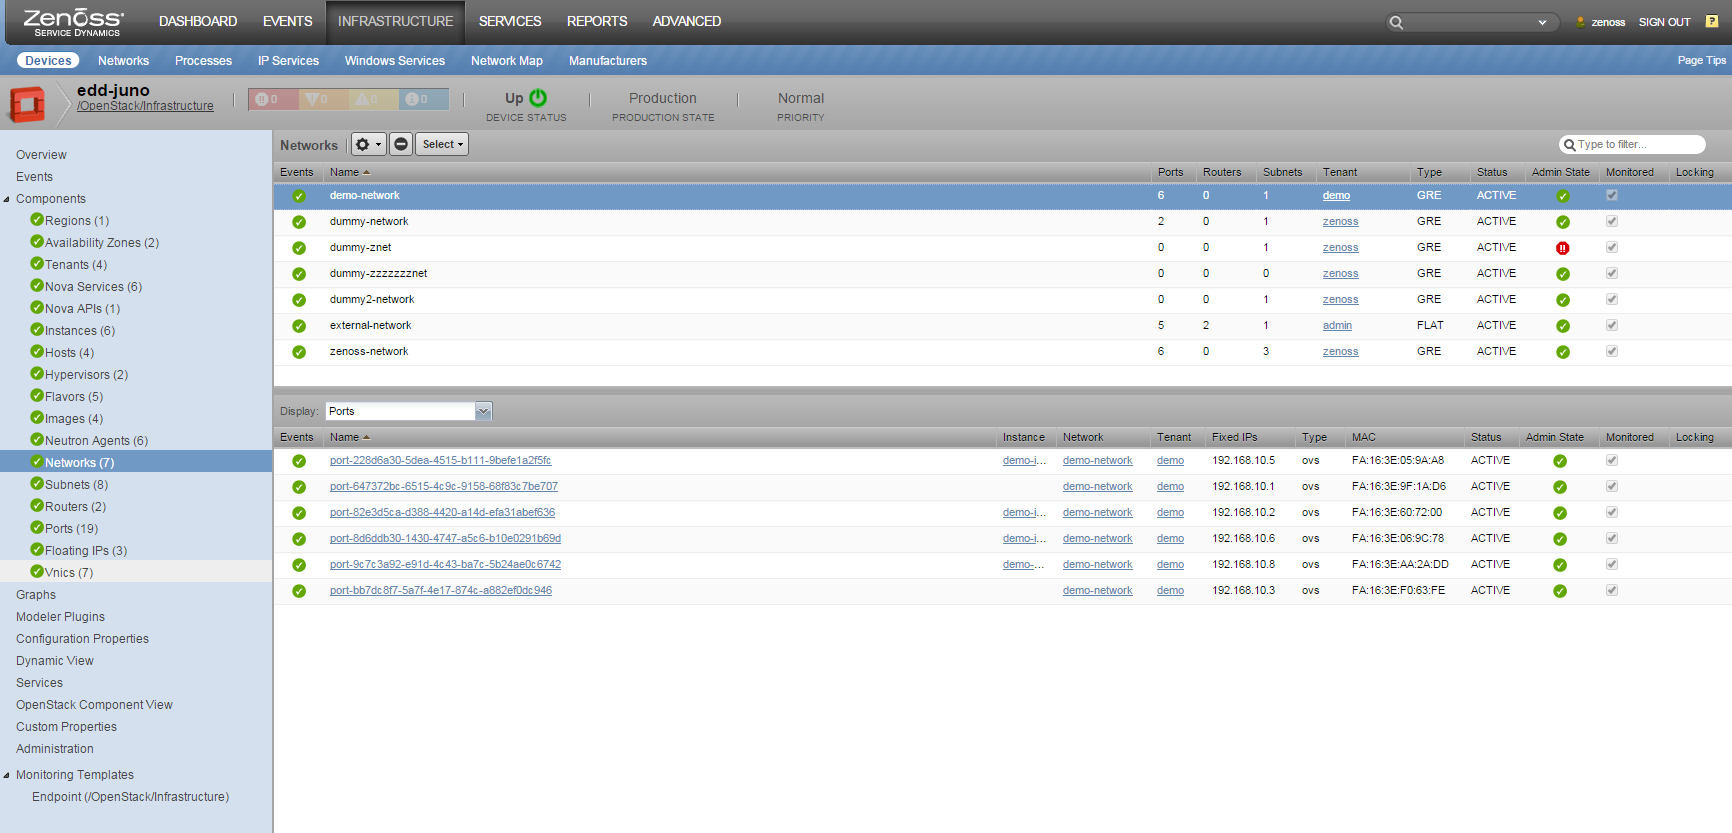 Zenoss
SERVICE DYNAMICS
DASHBOARD EVENTS INFRASTRUCTURE SERVICES REPORTS ADVANCED
zenoss SIGN OUT ?
Devices Networks Processes IP Services Windows Services Network Map Manufacturers Page Tips
edd-juno
/OpenStack/Infrastructure
0 0 0 0
Up
DEVICE STATUS
Production
PRODUCTION STATE
Normal
PRIORITY
Overview
Events
Components
Regions (1)
Availability Zones (2)
Tenants (4)
Nova Services (6)
Nova APIs (1)
Instances (6)
Hosts (4)
Hypervisors (2)
Flavors (5)
Images (4)
Neutron Agents (6)
Networks (7)
Subnets (8)
Routers (2)
Ports (19)
Floating IPs (3)
Vnics (7)
Graphs
Modeler Plugins
Configuration Properties
Dynamic View
Services
OpenStack Component View
Custom Properties
Administration
Monitoring Templates
Endpoint (/OpenStack/Infrastructure)
Networks Select Type to filter...
Events Name Ports Routers Subnets Tenant Type Status Admin State Monitored Locking
demo-network 6 0 1 demo GRE ACTIVE
dummy-network 2 0 1 zenoss GRE ACTIVE
dummy-znet 0 0 1 zenoss GRE ACTIVE
dummy-zzzzzzznet 0 0 0 zenoss GRE ACTIVE
dummy2-network 0 0 1 zenoss GRE ACTIVE
external-network 5 2 1 admin FLAT ACTIVE
zenoss-network 6 0 3 zenoss GRE ACTIVE
Display: Ports
Events Name Instance Network Tenant Fixed IPs Type MAC Status Admin State Monitored Locking
port-228d6a30-5dea-4515-b111-9befe1a2f5fc demo-i... demo-network demo 192.168.10.5 ovs FA:16:3E:05:9A:A8 ACTIVE
port-647372bc-6515-4c9c-9158-68f83c7be707 demo-network demo 192.168.10.1 ovs FA:16:3E:9F:1A:D6 ACTIVE
port-82e3d5ca-d388-4420-a14d-efa31abef636 demo-i... demo-network demo 192.168.10.2 ovs FA:16:3E:60:72:00 ACTIVE
port-8d6ddb30-1430-4747-a5c6-b10e0291b69d demo-i... demo-network demo 192.168.10.6 ovs FA:16:3E:06:9C:78 ACTIVE
port-9c7c3a92-e91d-4c43-ba7c-5b24ae0c6742 demo-... demo-network demo 192.168.10.8 ovs FA:16:3E:AA:2A:DD ACTIVE
port-bb7dc8f7-5a7f-4e17-874c-a882ef0dc946 demo-network demo 192.168.10.3 ovs FA:16:3E:F0:63:FE ACTIVE